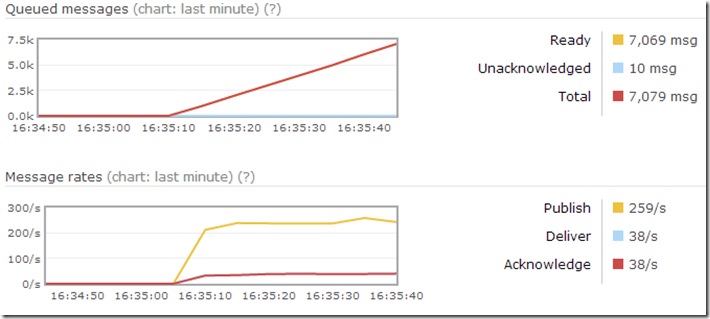 Queued messages (chart: last minute) (?)
7.5k
5.0k
2.5k
0.0k
16:34:50 16:35:00 16:35:10 16:35:20 16:35:30 16:35:40
Ready 7,069 msg
Unacknowledged 10 msg
Total 7,079 msg
Message rates (chart: last minute) (?)
300/s
200/s
100/s
0/s
16:34:50 16:35:00 16:35:10 16:35:20 16:35:30 16:35:40
Publish 259/s
Deliver 38/s
Acknowledge 38/s